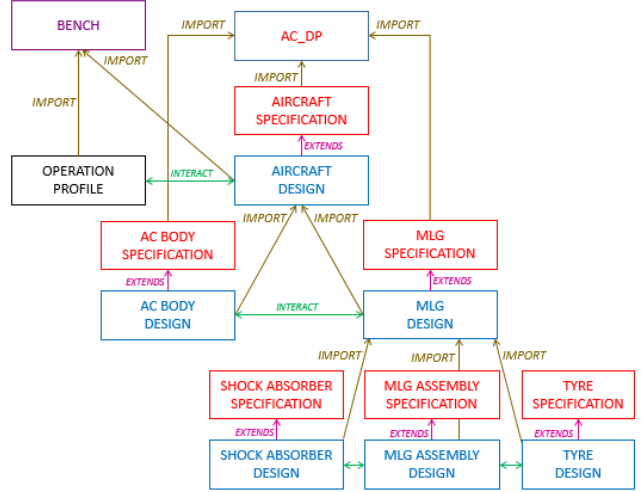 BENCH
IMPORT
IMPORT
AC_DP
IMPORT
IMPORT
IMPORT
AIRCRAFT
SPECIFICATION
IMPORT
EXTENDS
OPERATION
PROFILE
INTERACT
AIRCRAFT
DESIGN
IMPORT
IMPORT
AC BODY
SPECIFICATION
MLG
SPECIFICATION
EXTENDS
EXTENDS
AC BODY
DESIGN
INTERACT
MLG
DESIGN
IMPORT
IMPORT
IMPORT
SHOCK ABSORBER
SPECIFICATION
MLG ASSEMBLY
SPECIFICATION
TYRE
SPECIFICATION
EXTENDS
EXTENDS
EXTENDS
SHOCK ABSORBER
DESIGN
MLG ASSEMBLY
DESIGN
TYRE
DESIGN